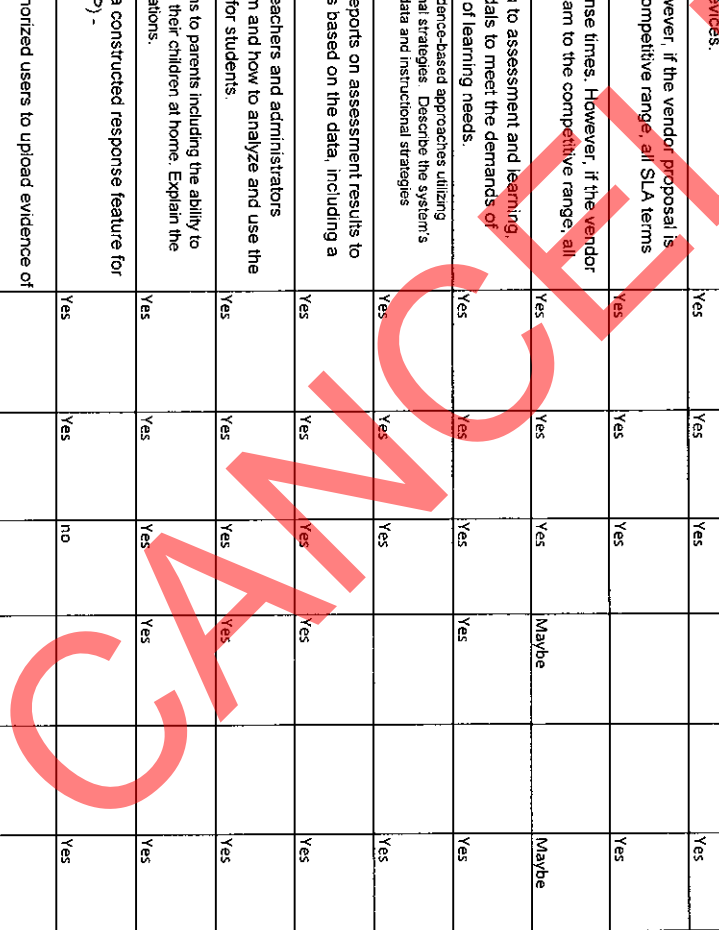 evices. Yes Yes Yes Yes
vever, if the vendor proposal is Yes Yes Yes Yes
ompetitive range, all SLA terms
nse times. However, if the vendor Yes Yes Yes Maybe Maybe
am to the competitive range, all
to assessment and learning, Yes Yes Yes Yes Yes
dals to meet the demands of
of learning needs.
dence-based approaches utilizing Yes Yes Yes Yes
nal strategies. Describe the system's
data and instructional strategies
eports on assessment results to Yes Yes Yes Yes Yes
s based on the data, including a
eachers and administrators Yes Yes Yes Yes Yes
m and how to analyze and use the
for students.
ns to parents including the ability to Yes Yes Yes Yes Yes
their children at home. Explain the
ations.
a constructed response feature for Yes Yes no Yes
) -
horized users to upload evidence of
CANCEL